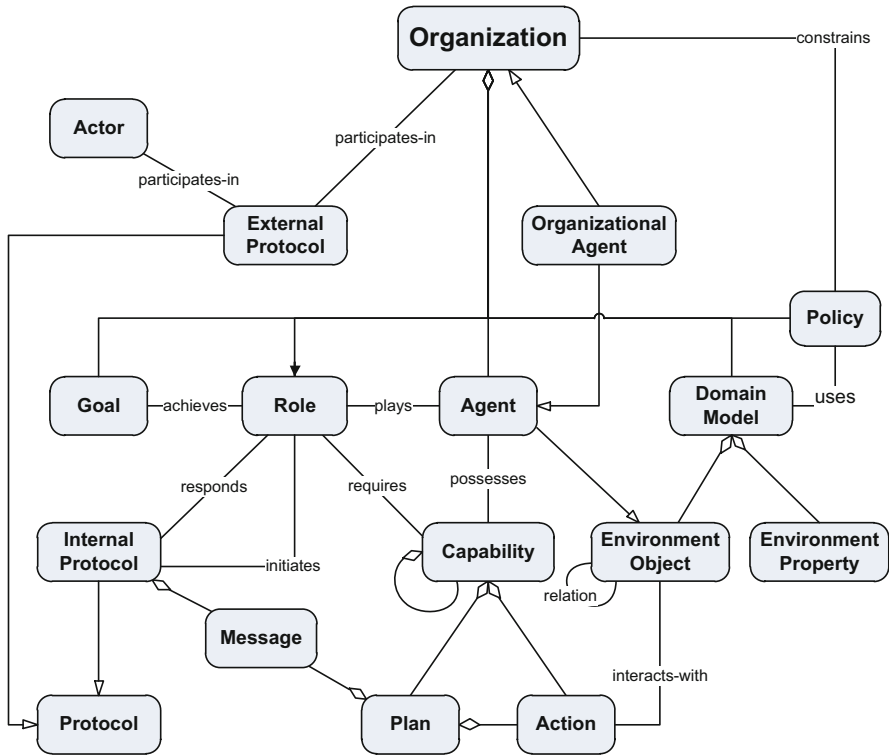 Organization
constrains
Actor
participates-in
participates-in
External
Protocol
Organizational
Agent
Policy
Goal
achieves
Role
plays
Agent
Domain
Model
uses
responds
requires
possesses
Internal
Protocol
initiates
Capability
Environment
Object
Environment
Property
relation
Message
interacts-with
Protocol
Plan
Action